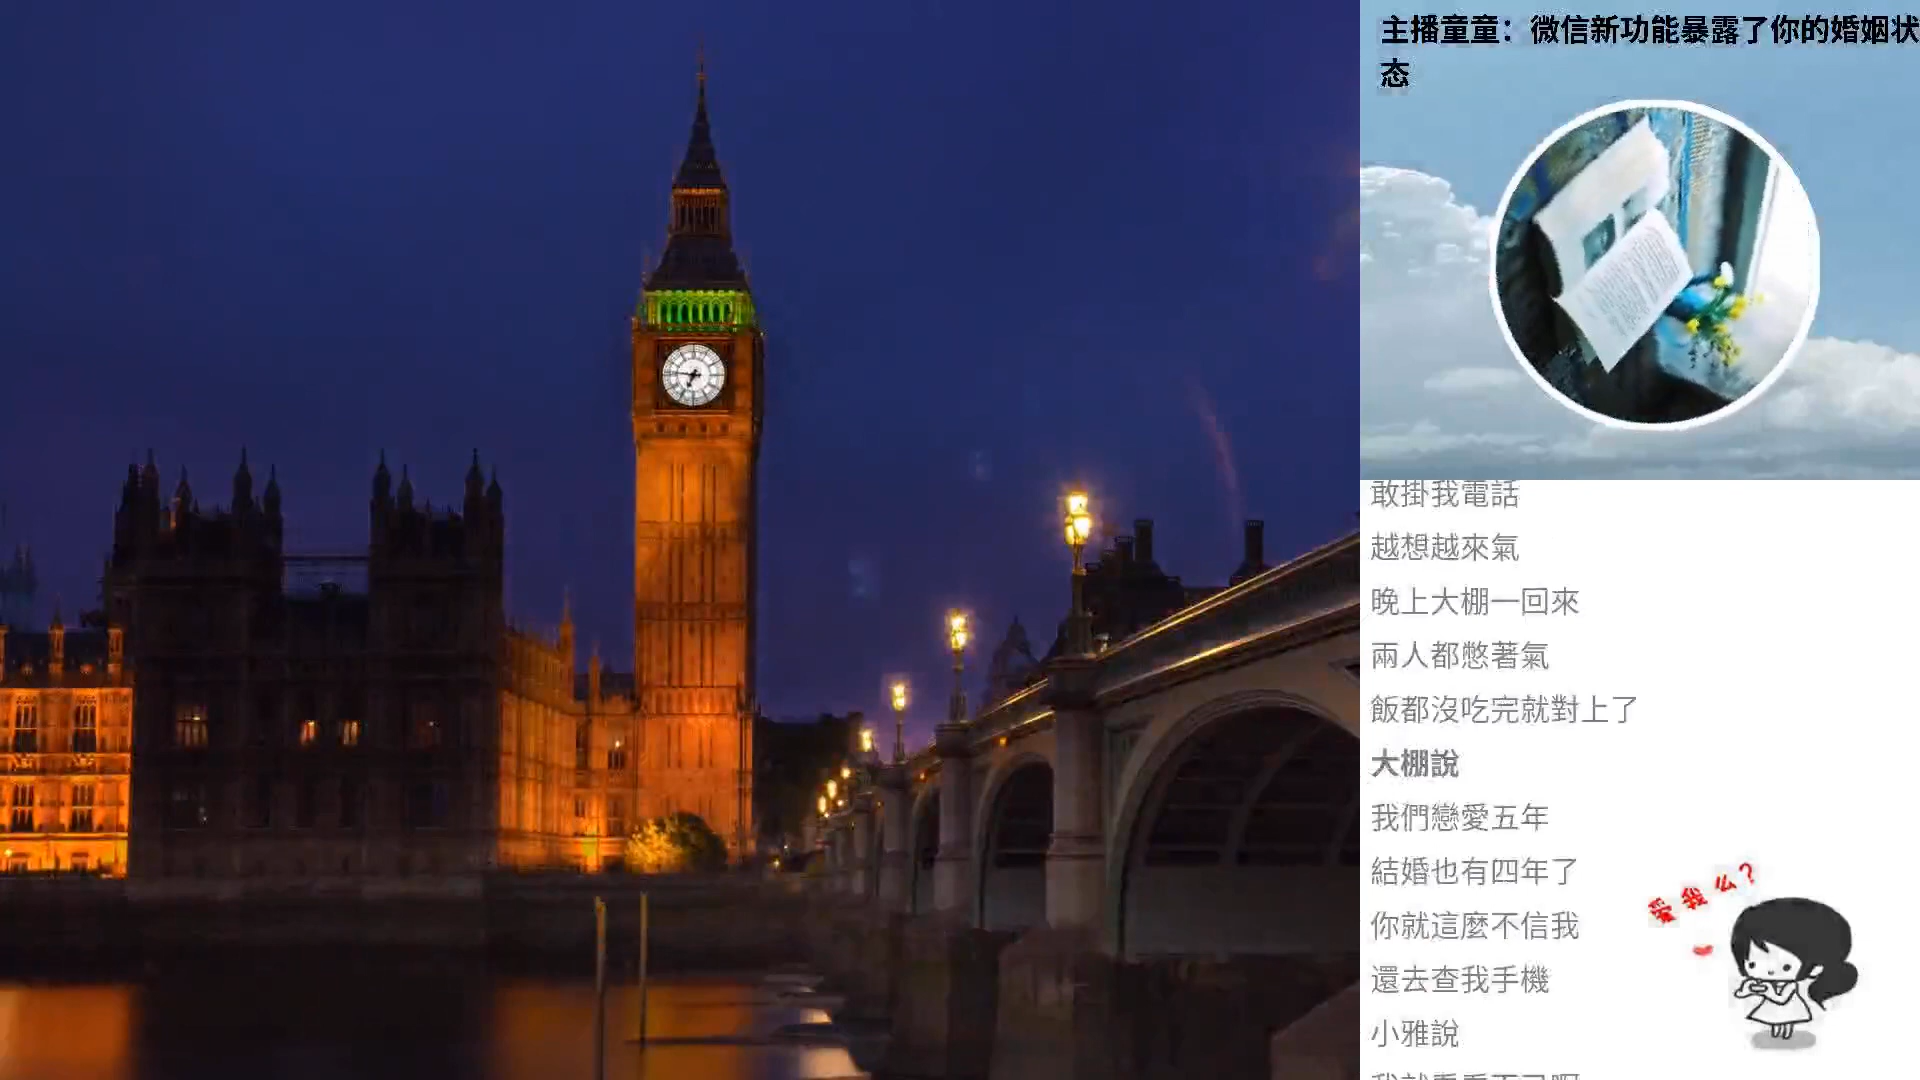 主播童童：微信新功能暴露了你的婚姻状
态
敢掛我電話
越想越來氣
晚上大棚一回來
兩人都憋著氣
飯都沒吃完就對上了
大棚說
我們戀愛五年
結婚也有四年了
你就這麼不信我
還去查我手機
小雅說
爱我么？